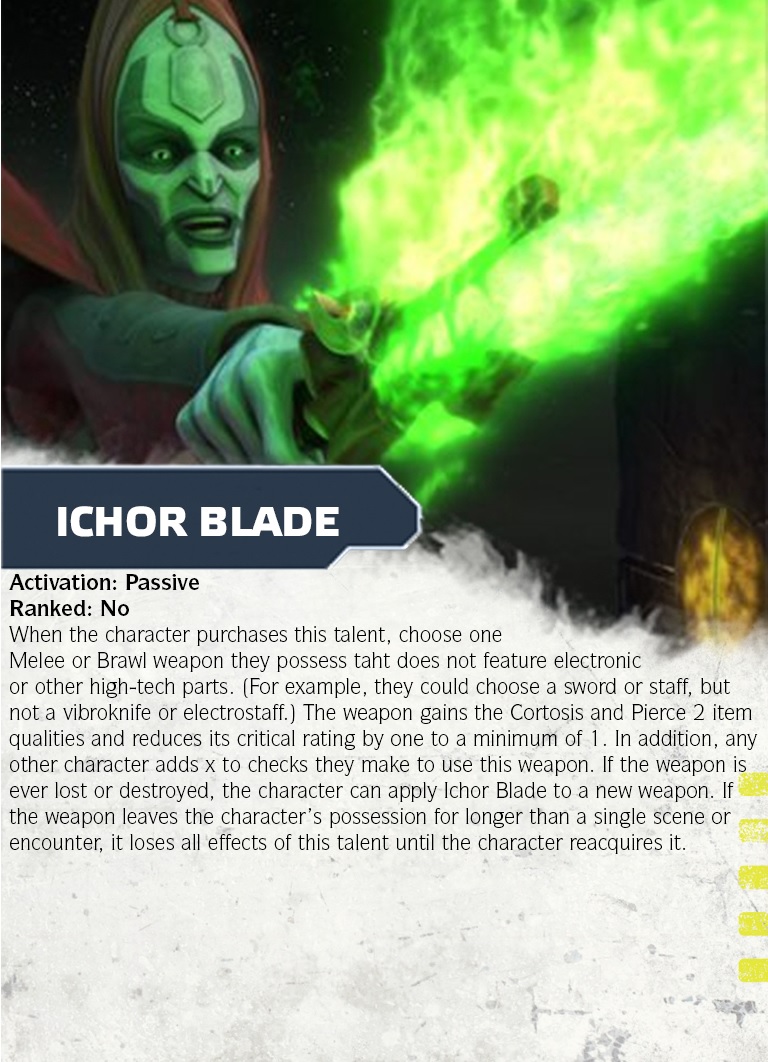 ICHOR BLADE
Activation: Passive
Ranked: No
When the character purchases this talent, choose one
Melee or Brawl weapon they possess taht does not feature electronic
or other high-tech parts. (For example, they could choose a sword or staff, but
not a vibroknife or electrostaff.) The weapon gains the Cortosis and Pierce 2 item
qualities and reduces its critical rating by one to a minimum of 1. In addition, any
other character adds x to checks they make to use this weapon. If the weapon is
ever lost or destroyed, the character can apply Ichor Blade to a new weapon. If
the weapon leaves the character’s possession for longer than a single scene or
encounter, it loses all effects of this talent until the character reacquires it.